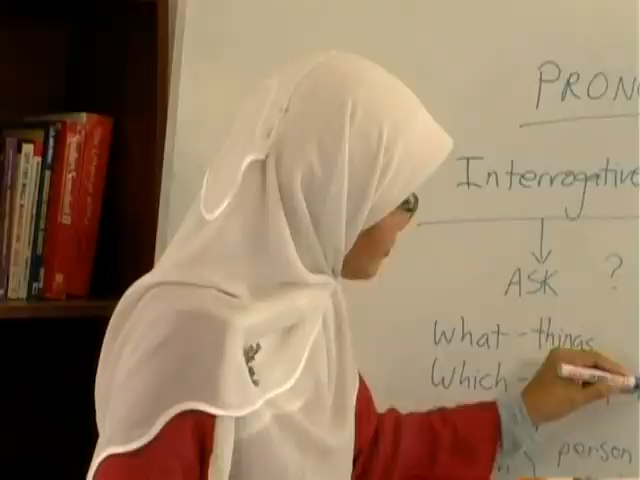 PRON
Interrogative
ASK ?
What - things
Which -
person